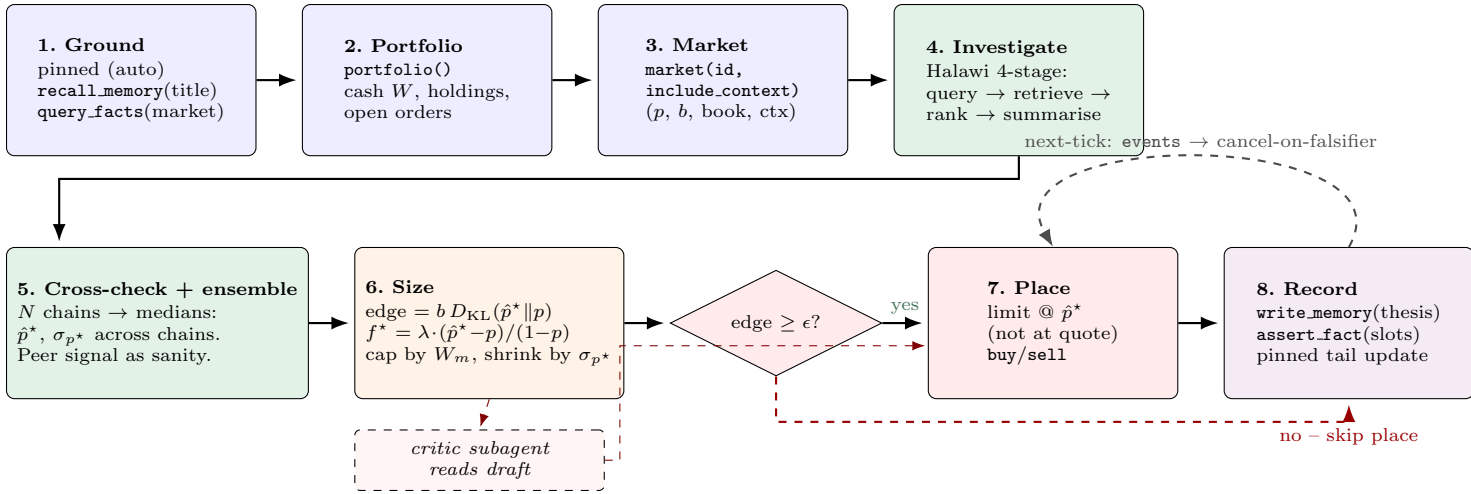 1. Ground
pinned (auto)
recall_memory(title)
query_facts(market)
2. Portfolio
portfolio()
cash W, holdings,
open orders
3. Market
market(id,
include_context)
(p, b, book, ctx)
4. Investigate
Halawi 4-stage:
query → retrieve →
rank → summarise
next-tick: events → cancel-on-falsifier
5. Cross-check + ensemble
N chains → medians:
p̂⋆, σp⋆ across chains.
Peer signal as sanity.
6. Size
edge = b DKL(p̂⋆‖p)
f⋆ = λ·(p̂⋆−p)/(1−p)
cap by Wm, shrink by σp⋆
edge ≥ ϵ?
yes
7. Place
limit @ p̂⋆
(not at quote)
buy/sell
8. Record
write_memory(thesis)
assert_fact(slots)
pinned tail update
no – skip place
critic subagent
reads draft